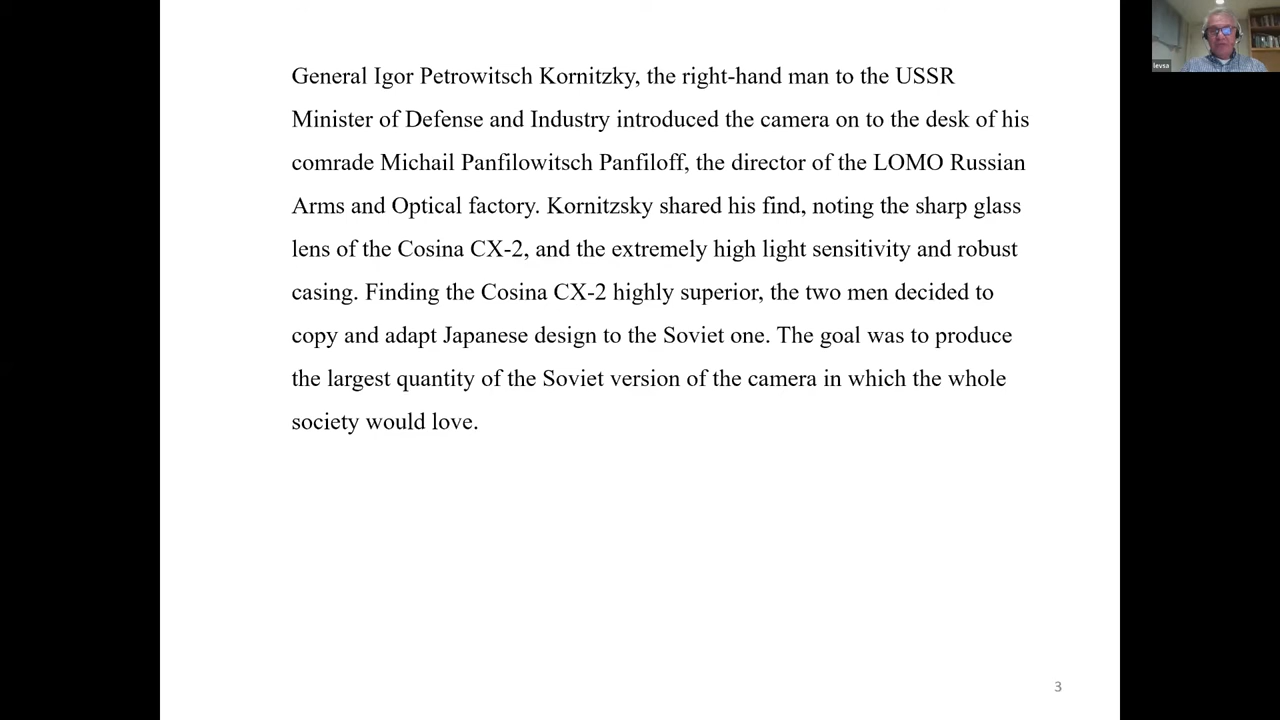 General Igor Petrowitsch Kornitzky, the right-hand man to the USSR
Minister of Defense and Industry introduced the camera on to the desk of his
comrade Michail Panfilowitsch Panfiloff, the director of the LOMO Russian
Arms and Optical factory. Kornitzsky shared his find, noting the sharp glass
lens of the Cosina CX-2, and the extremely high light sensitivity and robust
casing. Finding the Cosina CX-2 highly superior, the two men decided to
copy and adapt Japanese design to the Soviet one. The goal was to produce
the largest quantity of the Soviet version of the camera in which the whole
society would love.
3
levsa